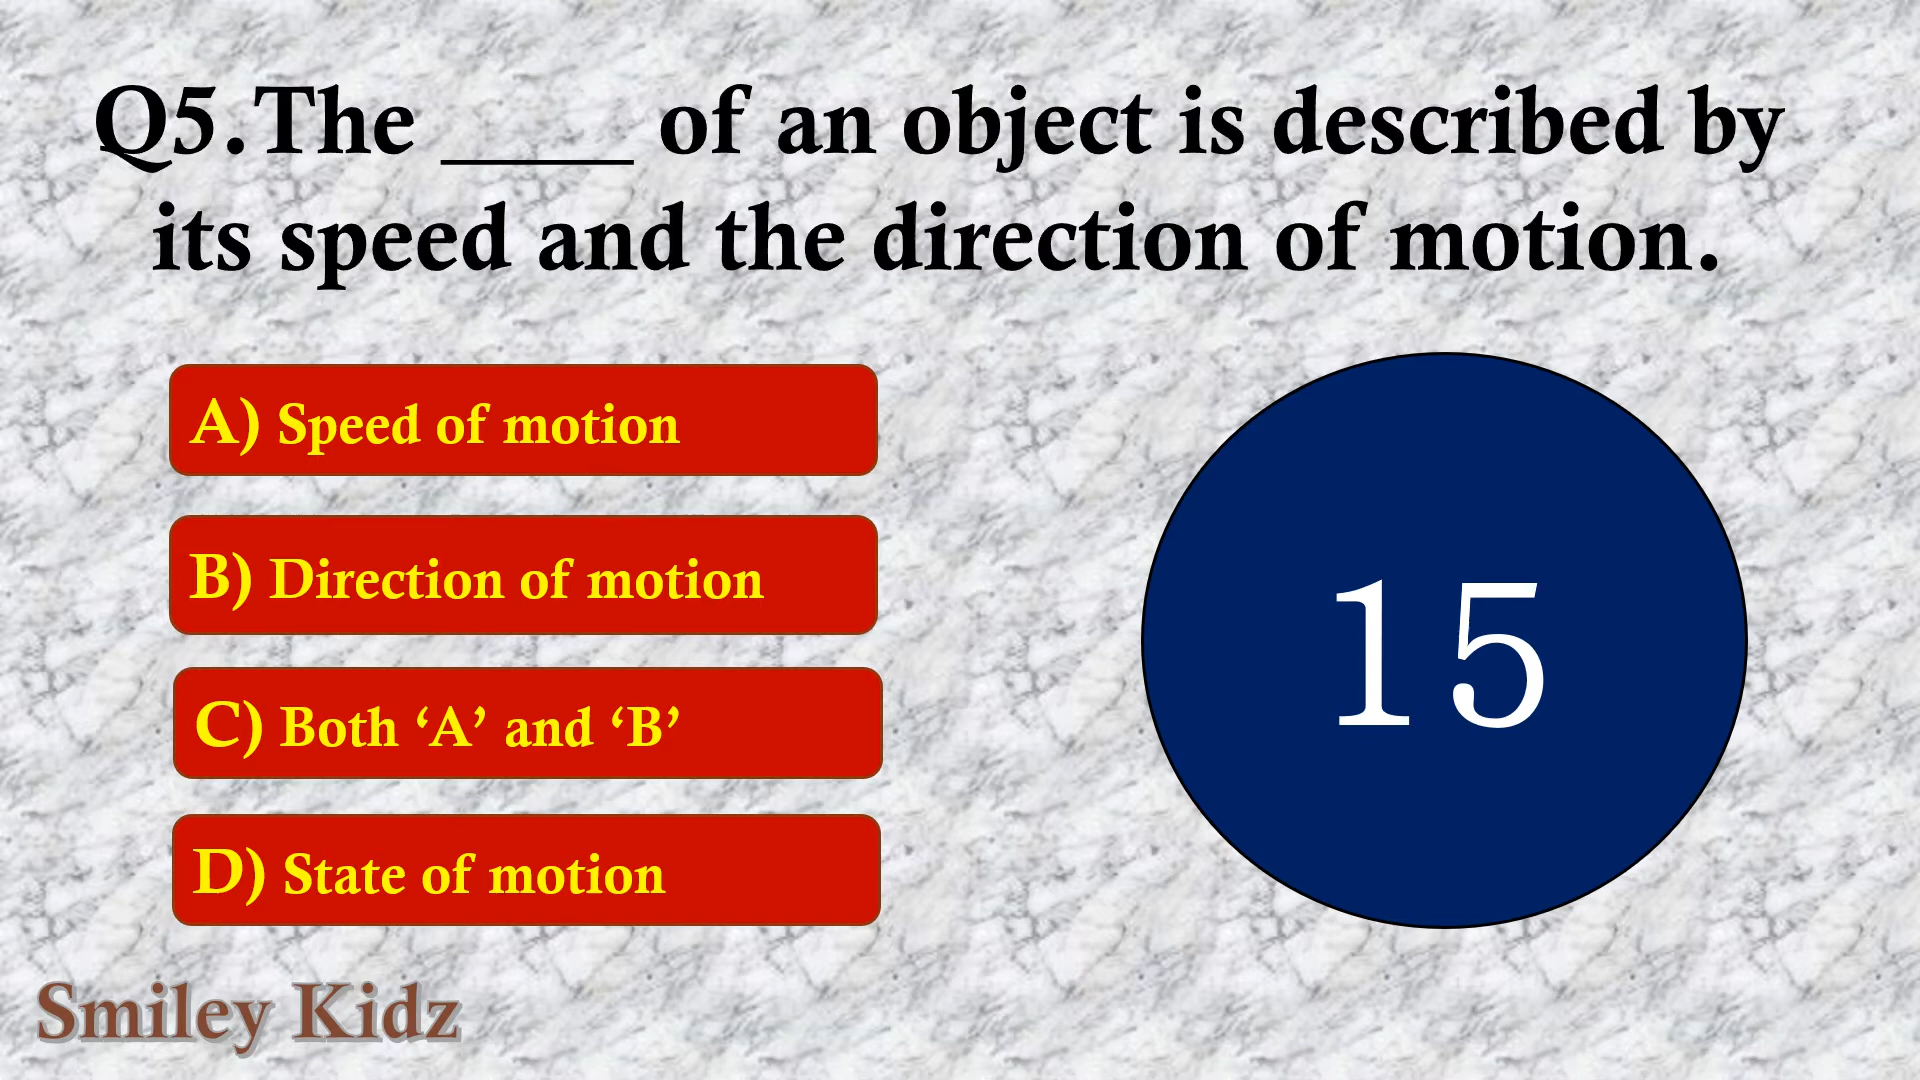 Q5.The ____ of an object is described by
its speed and the direction of motion.
A) Speed of motion
B) Direction of motion
C) Both ‘A’ and ‘B’
D) State of motion
15
Smiley Kidz